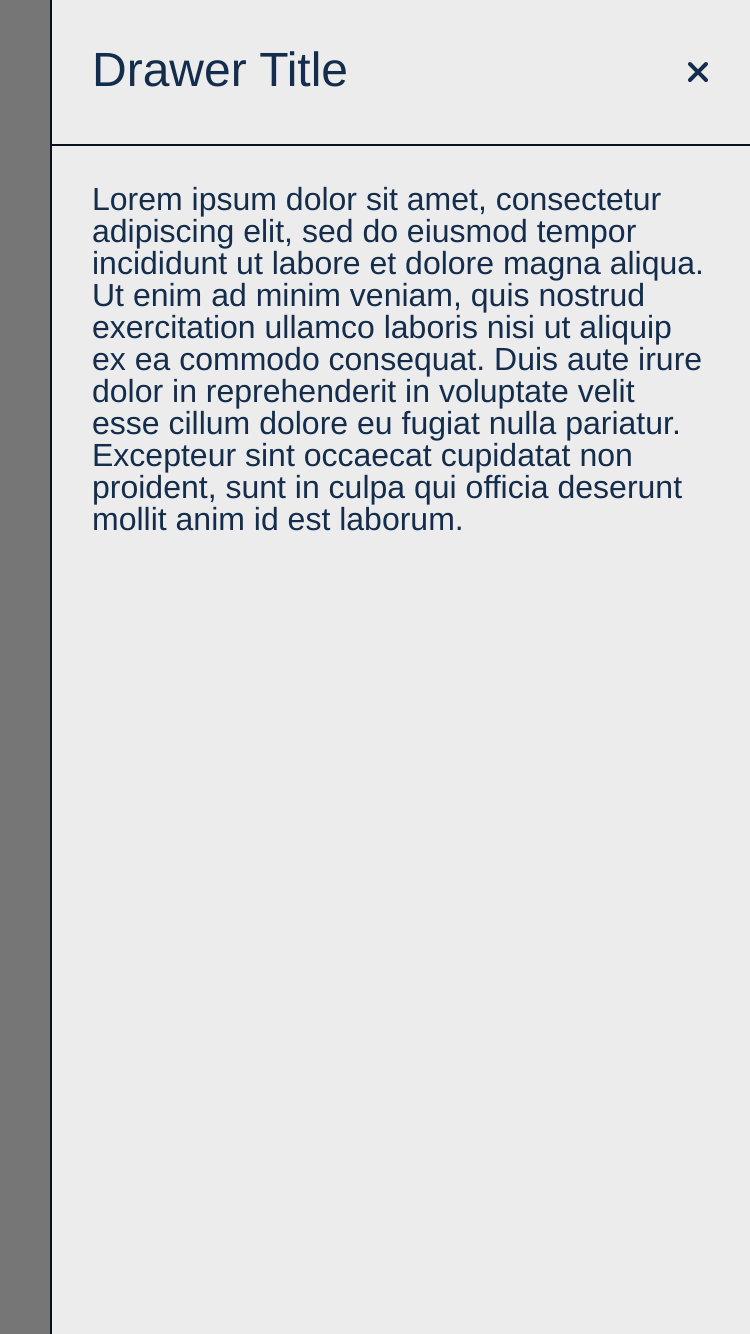 Drawer Title
Lorem ipsum dolor sit amet, consectetur
adipiscing elit, sed do eiusmod tempor
incididunt ut labore et dolore magna aliqua.
Ut enim ad minim veniam, quis nostrud
exercitation ullamco laboris nisi ut aliquip
ex ea commodo consequat. Duis aute irure
dolor in reprehenderit in voluptate velit
esse cillum dolore eu fugiat nulla pariatur.
Excepteur sint occaecat cupidatat non
proident, sunt in culpa qui officia deserunt
mollit anim id est laborum.